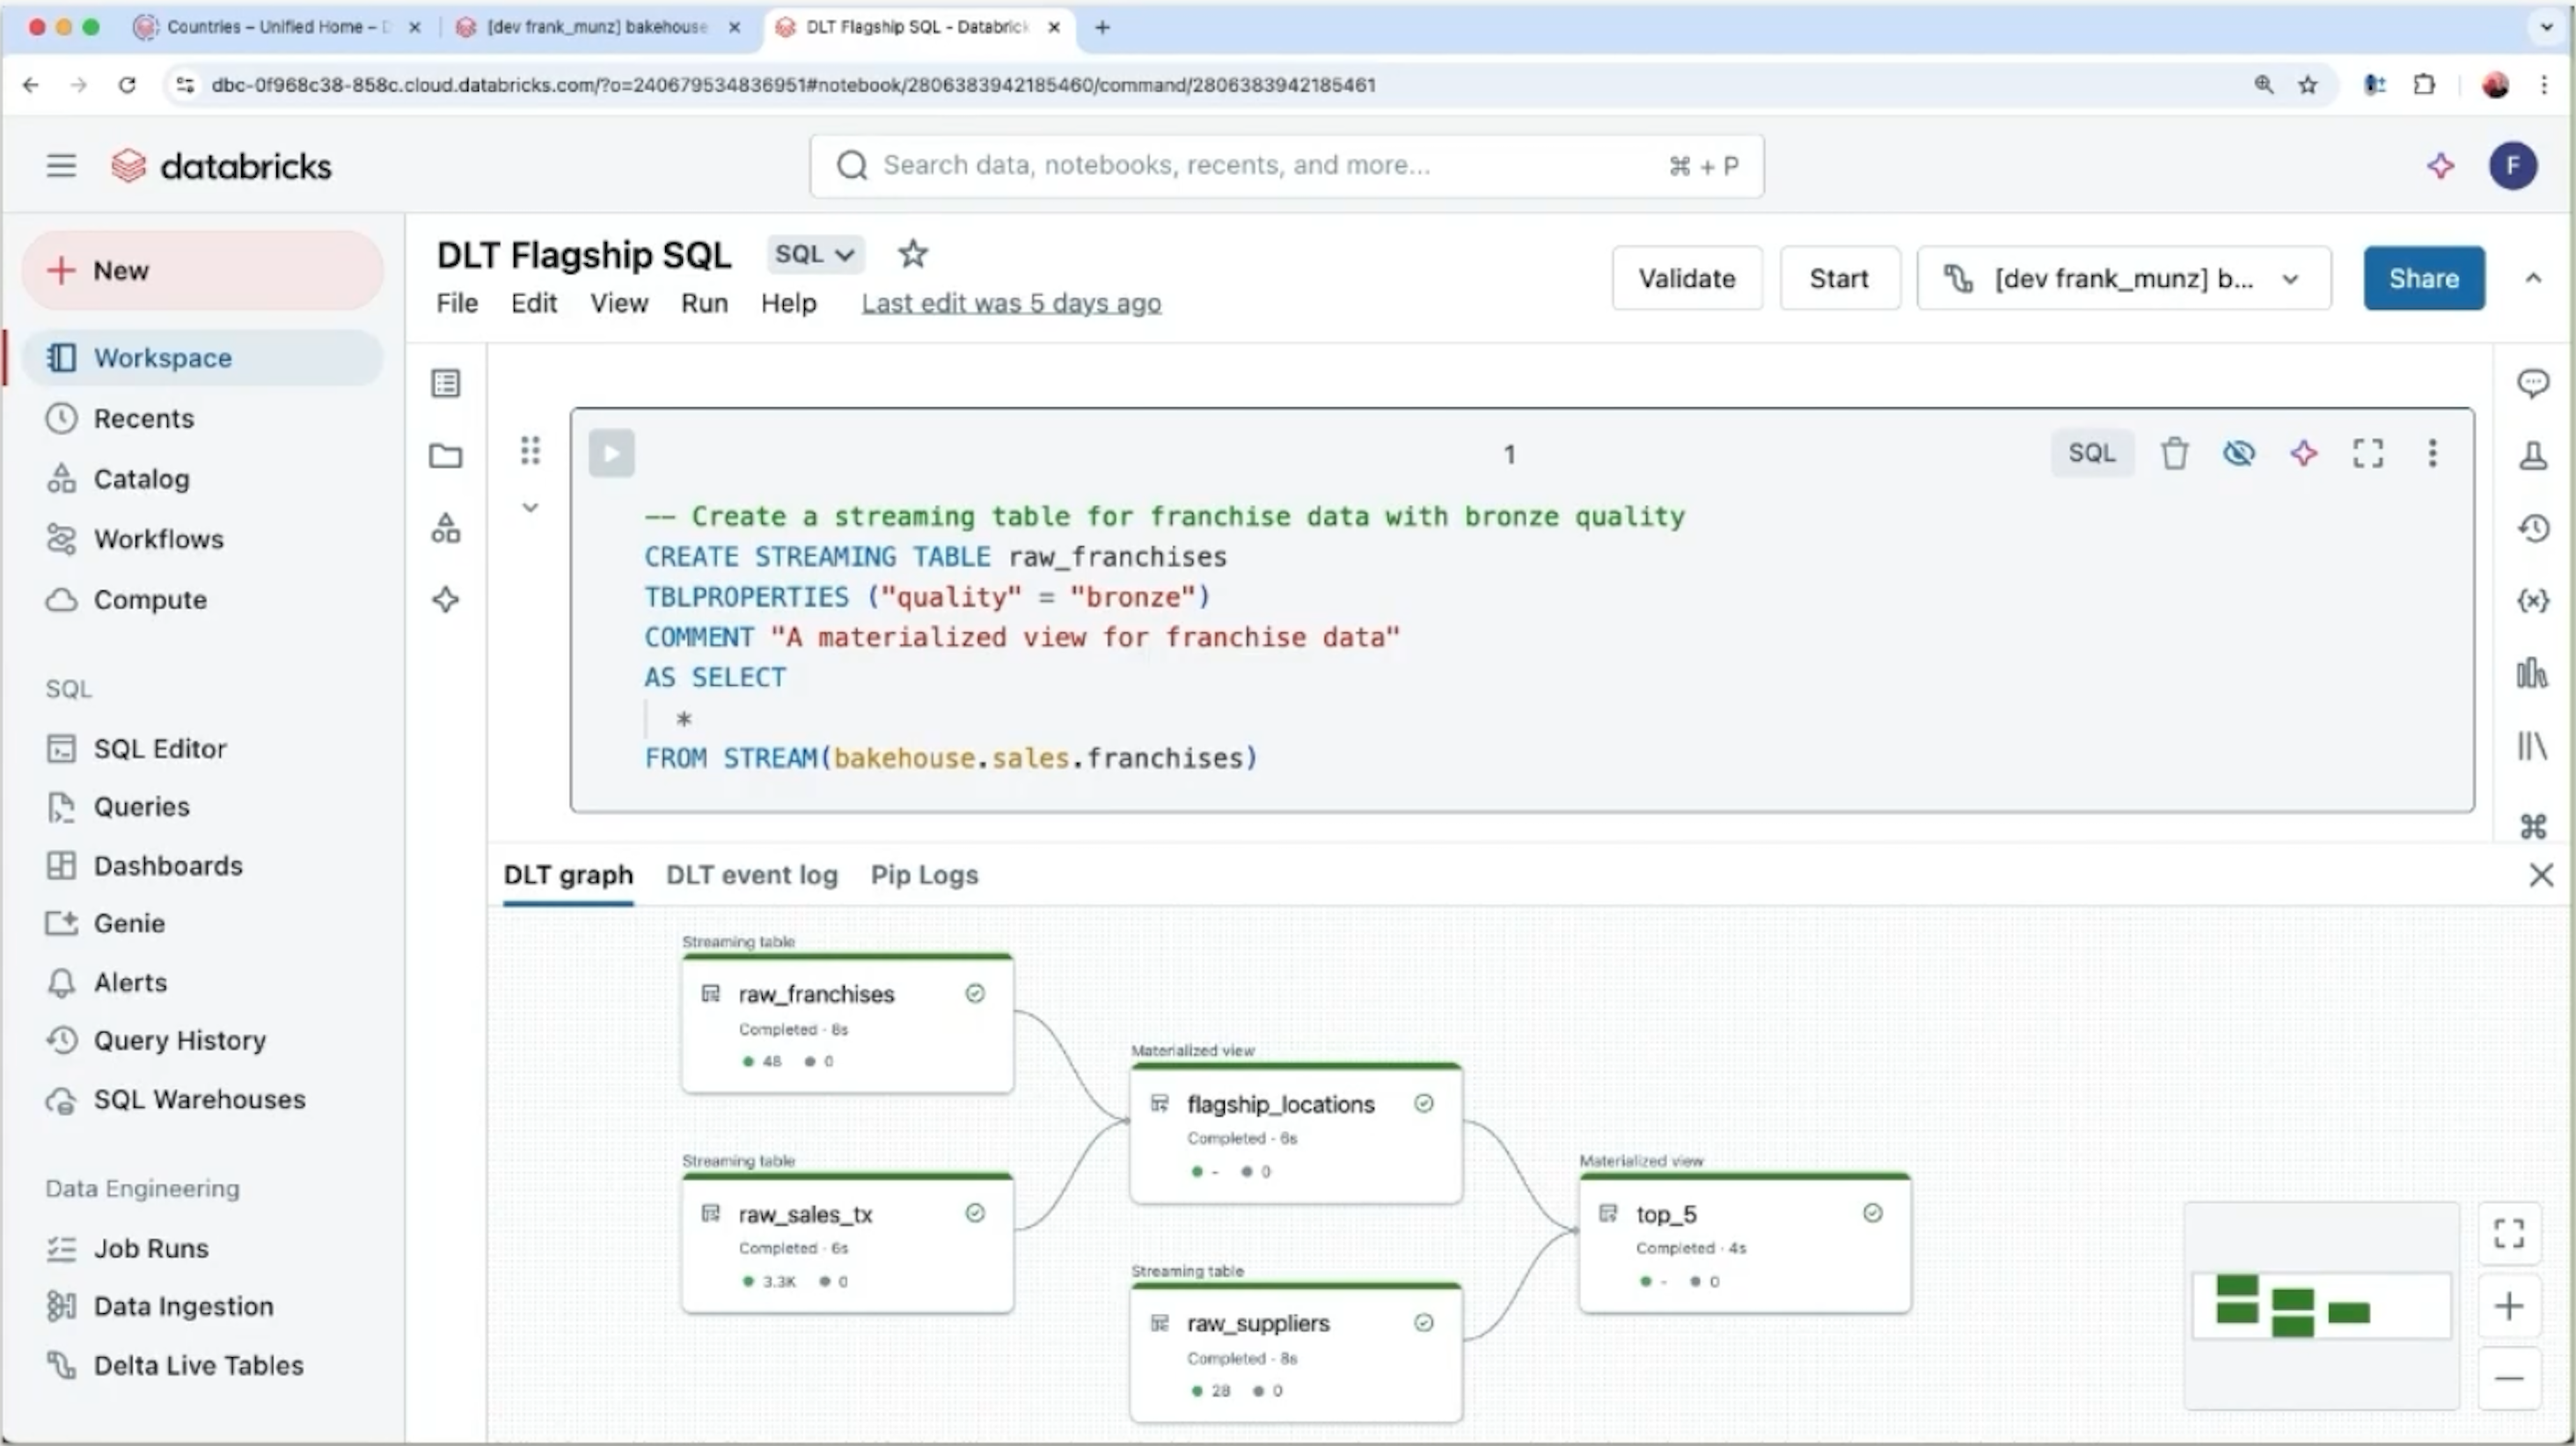 Countries – Unified Home – D
[dev frank_munz] bakehouse
DLT Flagship SQL - Databrick
dbc-0f968c38-858c.cloud.databricks.com/?o=240679534836951#notebook/2806383942185460/command/2806383942185461
databricks
Search data, notebooks, recents, and more...
⌘ + P
F
New
Workspace
Recents
Catalog
Workflows
Compute
SQL
SQL Editor
Queries
Dashboards
Genie
Alerts
Query History
SQL Warehouses
Data Engineering
Job Runs
Data Ingestion
Delta Live Tables
DLT Flagship SQL
SQL
File Edit View Run Help Last edit was 5 days ago
Validate
Start
[dev frank_munz] b...
Share
1
SQL
-- Create a streaming table for franchise data with bronze quality
CREATE STREAMING TABLE raw_franchises
TBLPROPERTIES ("quality" = "bronze")
COMMENT "A materialized view for franchise data"
AS SELECT
*
FROM STREAM(bakehouse.sales.franchises)
DLT graph DLT event log Pip Logs
Streaming table
raw_franchises
Completed · 8s
48 0
Streaming table
raw_sales_tx
Completed · 6s
3.3K 0
Materialized view
flagship_locations
Completed · 6s
- 0
Streaming table
raw_suppliers
Completed · 8s
28 0
Materialized view
top_5
Completed · 4s
- 0